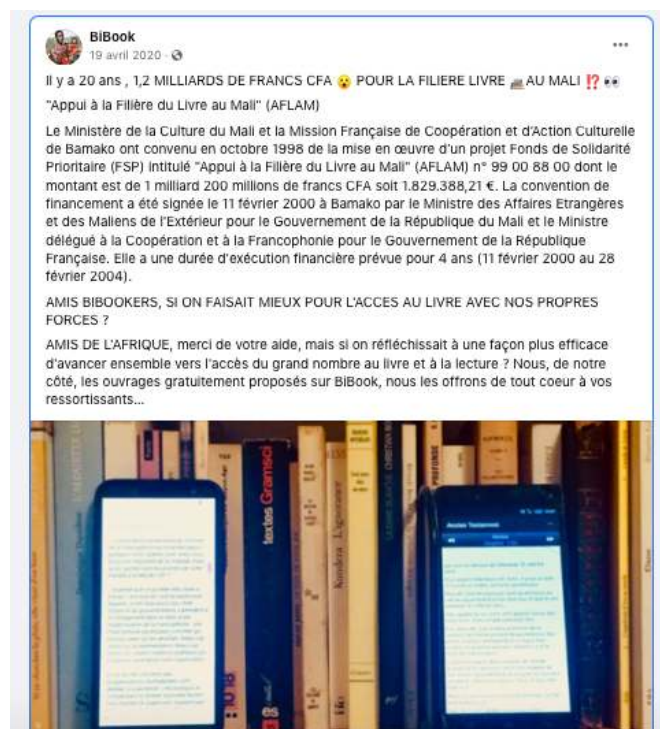 BiBook
19 avril 2020
Il y a 20 ans , 1,2 MILLIARDS DE FRANCS CFA 😮 POUR LA FILIERE LIVRE 📖 AU MALI ⁉️ 👀
"Appui à la Filière du Livre au Mali" (AFLAM)
Le Ministère de la Culture du Mali et la Mission Française de Coopération et d'Action Culturelle
de Bamako ont convenu en octobre 1998 de la mise en œuvre d'un projet Fonds de Solidarité
Prioritaire (FSP) intitulé "Appui à la Filière du Livre au Mali" (AFLAM) n° 99 00 88 00 dont le
montant est de 1 milliard 200 millions de francs CFA soit 1.829.388,21 €. La convention de
financement a été signée le 11 février 2000 à Bamako par le Ministre des Affaires Etrangères
et des Maliens de l'Extérieur pour le Gouvernement de la République du Mali et le Ministre
délégué à la Coopération et à la Francophonie pour le Gouvernement de la République
Française. Elle a une durée d'exécution financière prévue pour 4 ans (11 février 2000 au 28
février 2004).
AMIS BIBOOKERS, SI ON FAISAIT MIEUX POUR L'ACCES AU LIVRE AVEC NOS PROPRES
FORCES ?
AMIS DE L'AFRIQUE, merci de votre aide, mais si on réfléchissait à une façon plus efficace
d'avancer ensemble vers l'accès du grand nombre au livre et à la lecture ? Nous, de notre
côté, les ouvrages gratuitement proposés sur BiBook, nous les offrons de tout coeur à vos
ressortissants...
textes Gramsci
Kundera L'ignorance
10 18